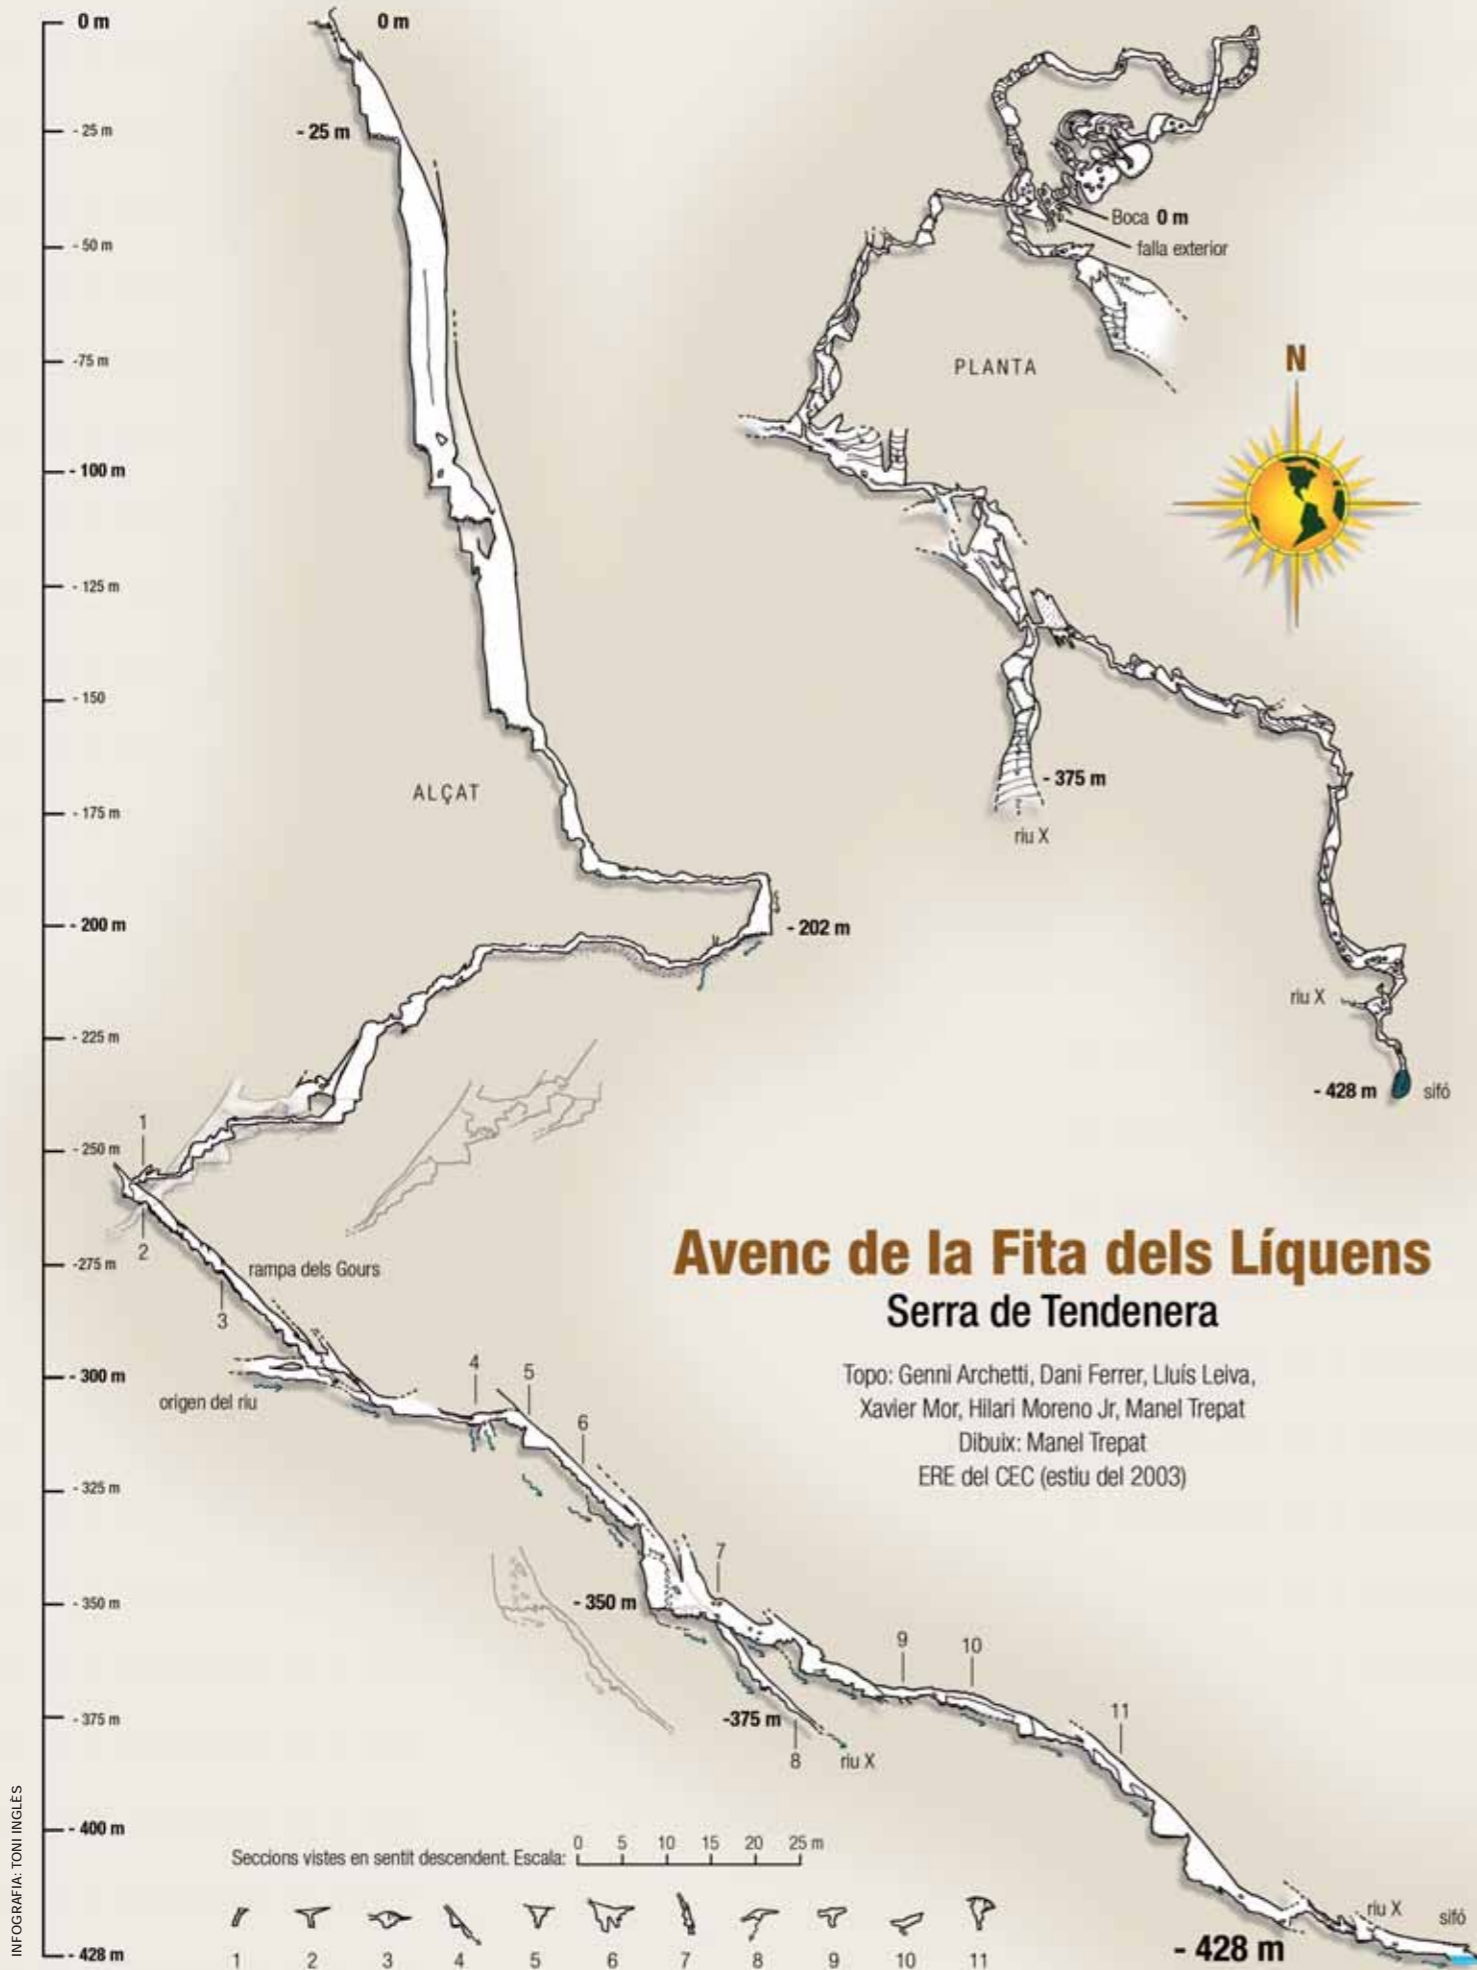 0 m
- 25 m
- 50 m
-75 m
- 100 m
- 125 m
- 150
- 175 m
- 200 m
- 225 m
- 250 m
-275 m
- 300 m
- 325 m
- 350 m
- 375 m
- 400 m
- 428 m
0 m
- 25 m
ALÇAT
- 202 m
1
2
rampa dels Gours
3
origen del riu
4
5
6
- 350 m
7
-375 m
8
riu X
9
10
11
riu X
sifó
- 428 m
Boca 0 m
falla exterior
PLANTA
N
- 375 m
riu X
riu X
- 428 m
sifó
Avenc de la Fita dels Líquens
Serra de Tendenera
Topo: Genni Archetti, Dani Ferrer, Lluís Leiva,
Xavier Mor, Hilari Moreno Jr, Manel Trepat
Dibuix: Manel Trepat
ERE del CEC (estiu del 2003)
Seccions vistes en sentit descendent. Escala: 0 5 10 15 20 25 m
1 2 3 4 5 6 7 8 9 10 11
INFOGRAFIA: TONI INGLÈS